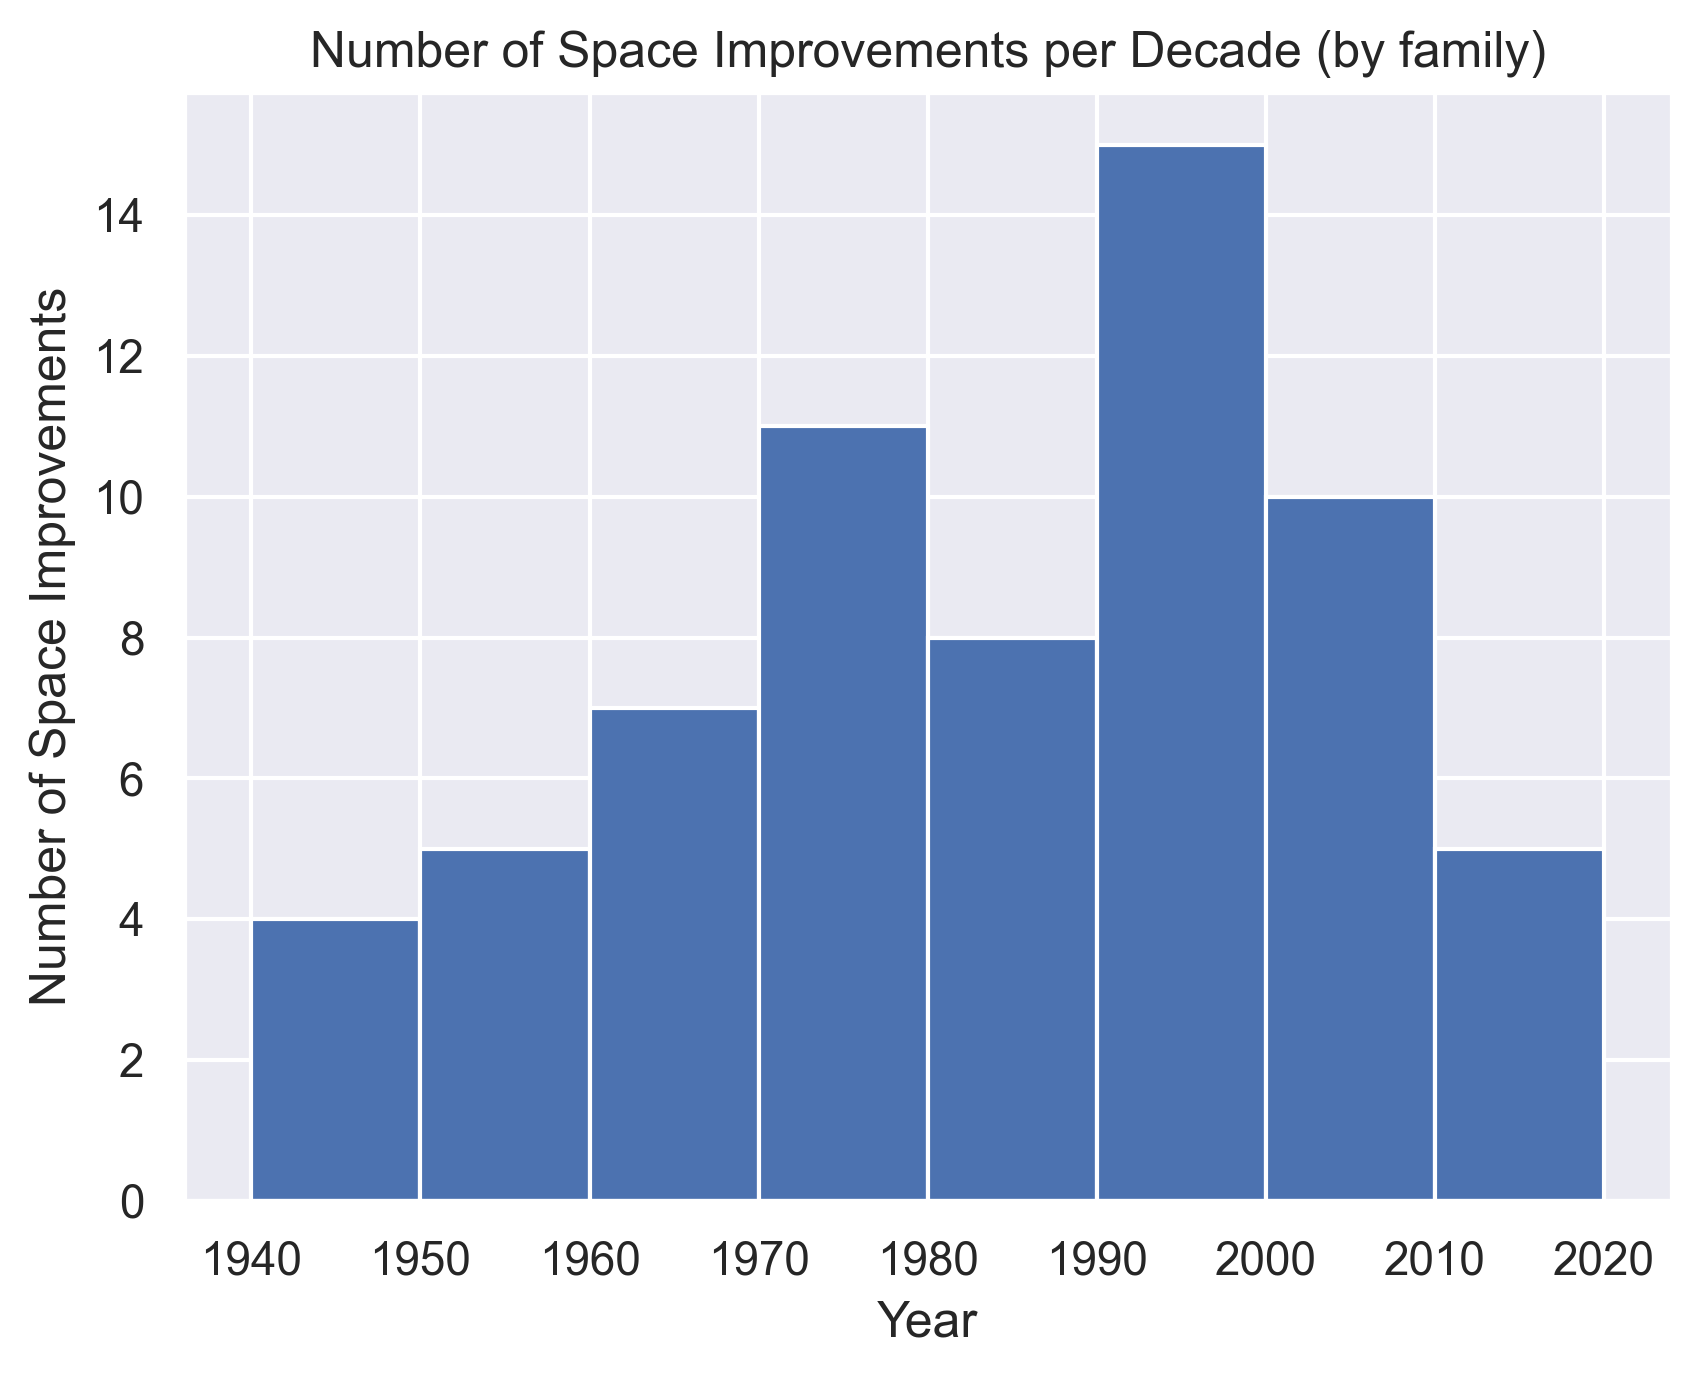 Number of Space Improvements per Decade (by family)
Number of Space Improvements
14
12
10
8
6
4
2
0
1940 1950 1960 1970 1980 1990 2000 2010 2020
Year